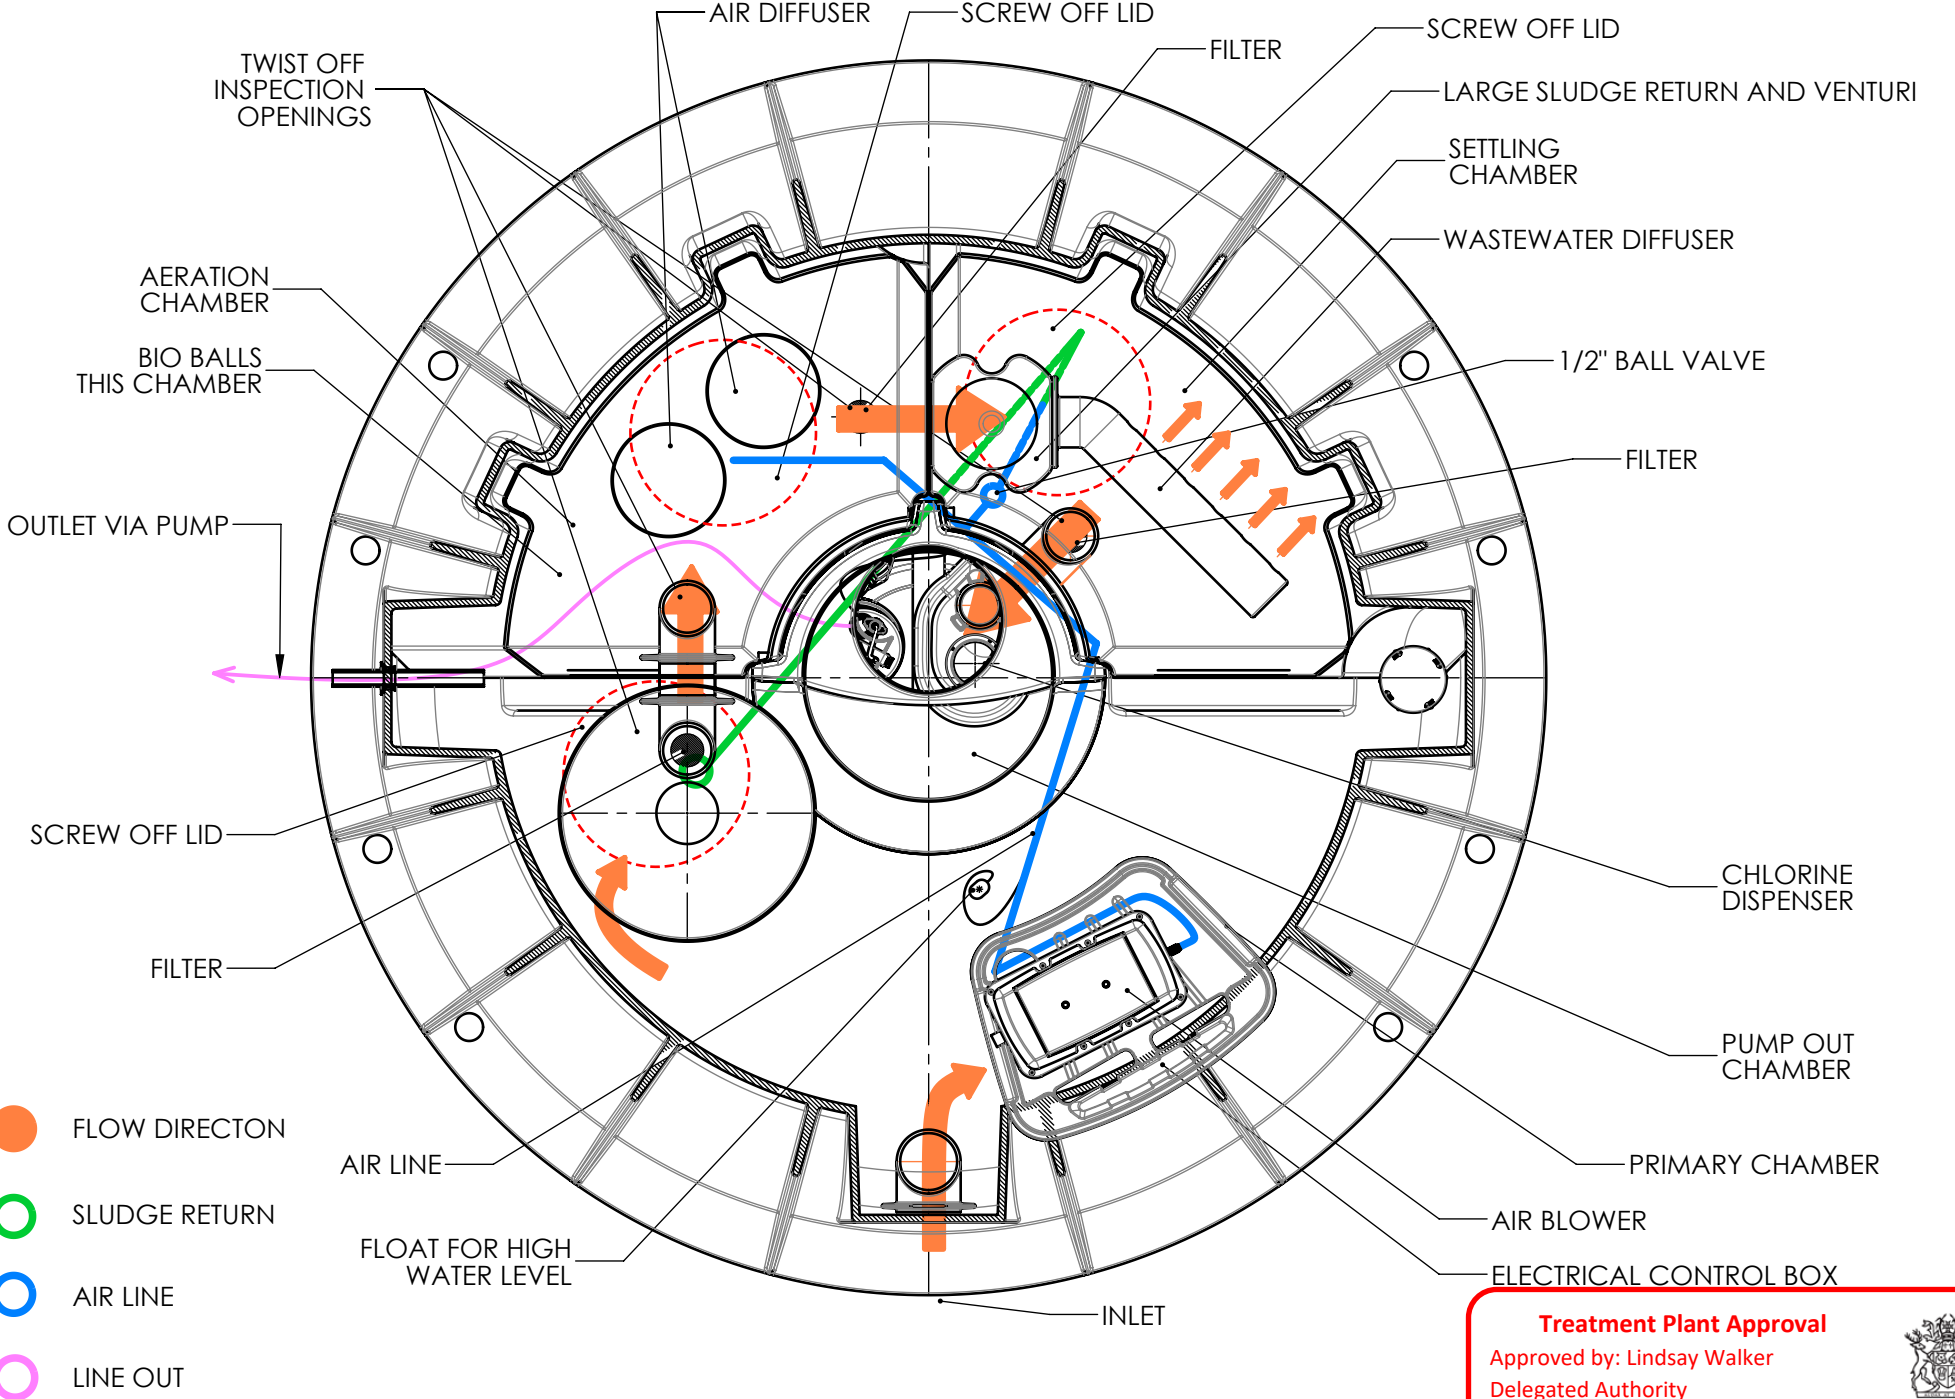 AIR DIFFUSER
SCREW OFF LID
SCREW OFF LID
FILTER
TWIST OFF
INSPECTION
OPENINGS
LARGE SLUDGE RETURN AND VENTURI
SETTLING
CHAMBER
WASTEWATER DIFFUSER
AERATION
CHAMBER
BIO BALLS
THIS CHAMBER
1/2" BALL VALVE
FILTER
OUTLET VIA PUMP
SCREW OFF LID
CHLORINE
DISPENSER
FILTER
PUMP OUT
CHAMBER
FLOW DIRECTON
AIR LINE
PRIMARY CHAMBER
SLUDGE RETURN
AIR BLOWER
FLOAT FOR HIGH
WATER LEVEL
ELECTRICAL CONTROL BOX
AIR LINE
INLET
LINE OUT
Treatment Plant Approval
Approved by: Lindsay Walker
Delegated Authority